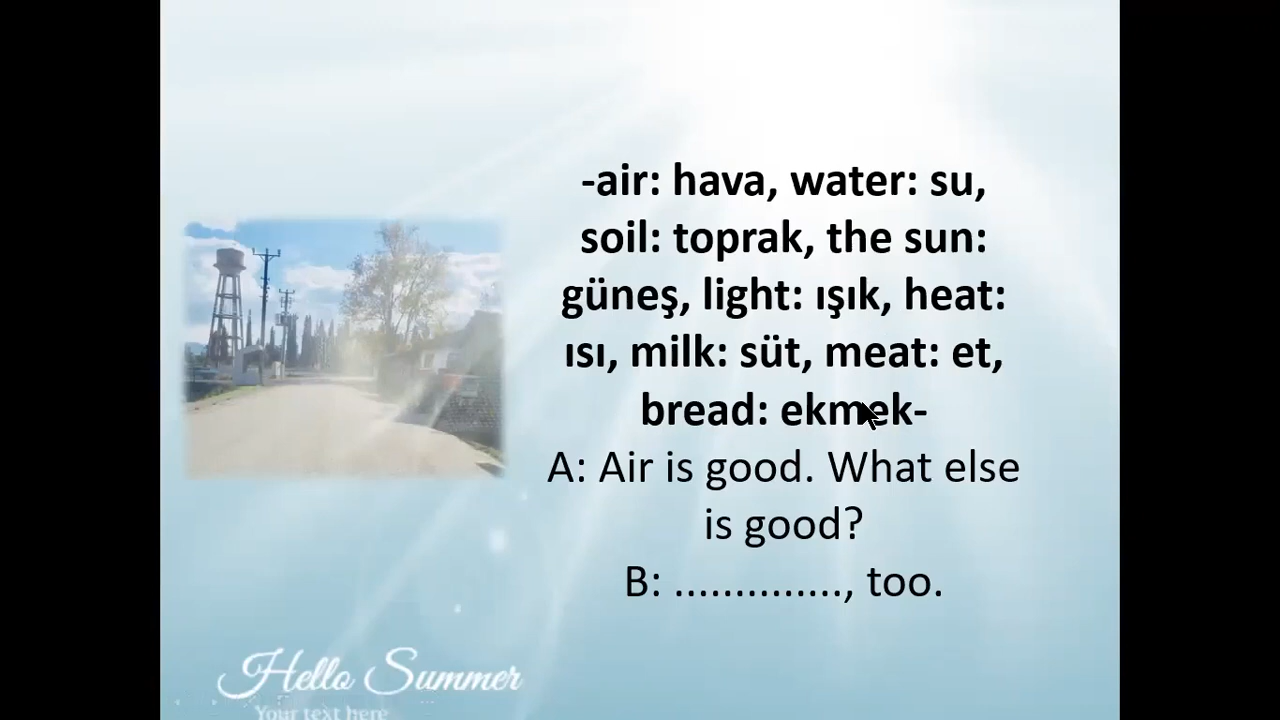 -air: hava, water: su,
soil: toprak, the sun:
güneş, light: ışık, heat:
ısı, milk: süt, meat: et,
bread: ekmek-
A: Air is good. What else
is good?
B: ..............., too.
Hello Summer
Your text here